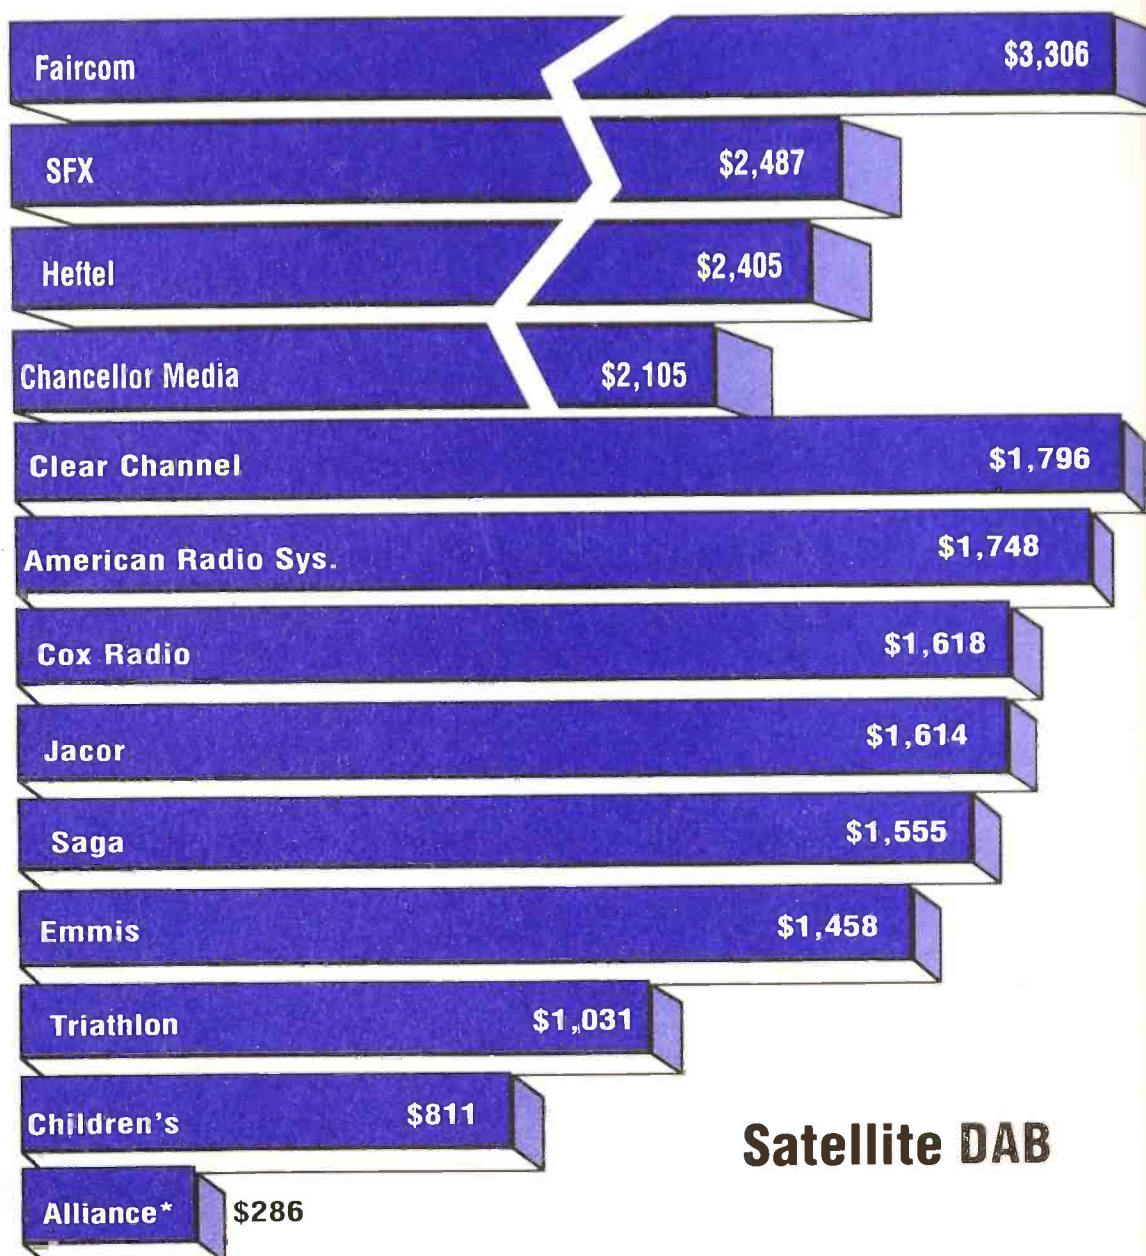 Faircom $3,306
SFX $2,487
Heftel $2,405
Chancellor Media $2,105
Clear Channel $1,796
American Radio Sys. $1,748
Cox Radio $1,618
Jacor $1,614
Saga $1,555
Emmis $1,458
Triathlon $1,031
Children's $811
Alliance* $286
Satellite DAB